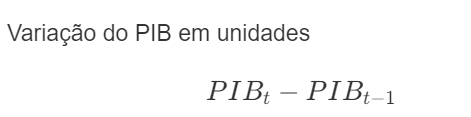 Variação do PIB em unidades
PIB_t − PIB_{t−1}